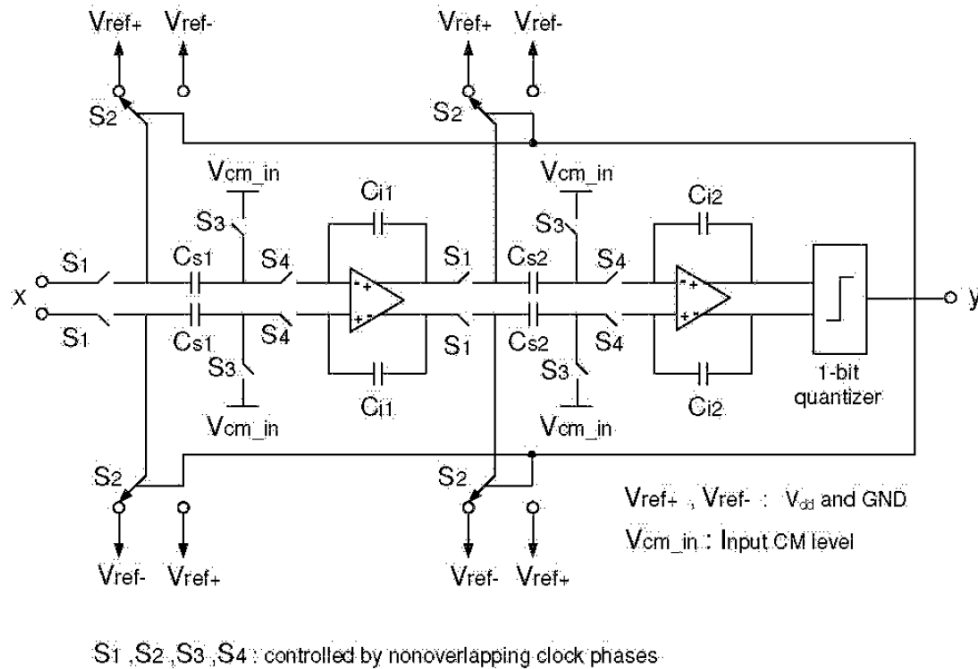 Vref+ Vref- Vref+ Vref-
S2 S2
Vcm_in Vcm_in
Ci1 Ci2
S3 S3
S1 Cs1 S4 S1 Cs2 S4
x y
S1 Cs1 S4 S1 Cs2 S4
S3 S3
1-bit
quantizer
Ci1 Ci2
Vcm_in Vcm_in
S2 S2
Vref+ , Vref- : Vdd and GND
Vcm_in : Input CM level
Vref- Vref+ Vref- Vref+
S1 ,S2 ,S3 ,S4 : controlled by nonoverlapping clock phases